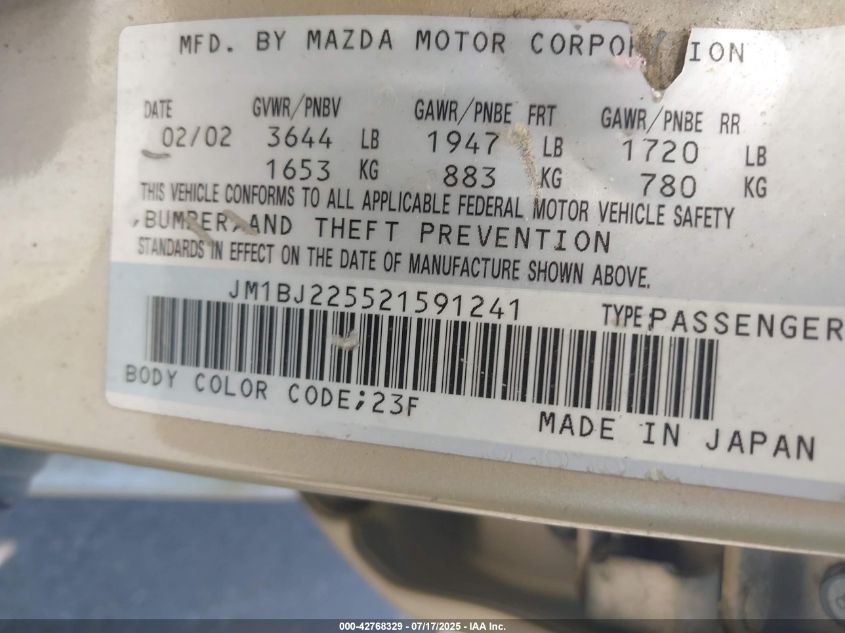 MFD. BY MAZDA MOTOR CORPO ION
DATE GVWR/PNBV GAWR/PNBE FRT GAWR/PNBE RR
02/02 3644 LB 1947 LB 1720 LB
1653 KG 883 KG 780 KG
THIS VEHICLE CONFORMS TO ALL APPLICABLE FEDERAL MOTOR VEHICLE SAFETY
,BUMPER,AND THEFT PREVENTION
STANDARDS IN EFFECT ON THE DATE OF MANUFACTURE SHOWN ABOVE.
JM1BJ225521591241 TYPE:PASSENGER
BODY COLOR CODE;23F
MADE IN JAPAN
000-42768329 - 07/17/2025 - IAA Inc.